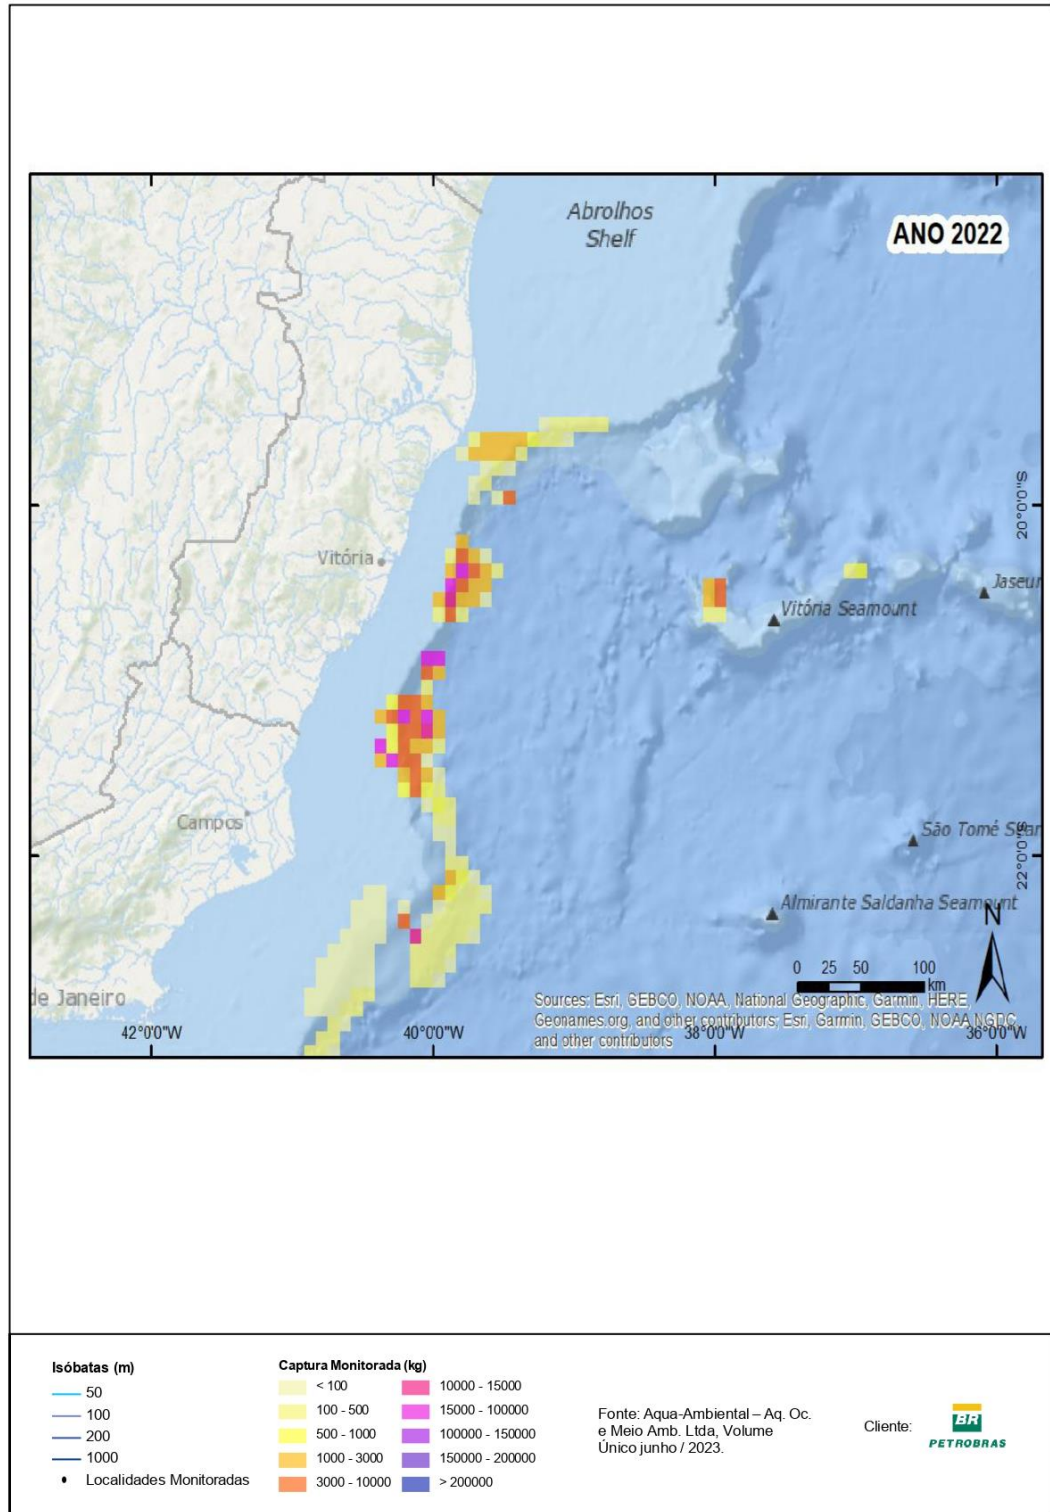 Abrolhos
Shelf
ANO 2022
20°0'0"S
Vitória
Vitória Seamount
Campos
22°0'0"S
Almirante Saldanha Seamount
N
0 25 50 100
km
de Janeiro
Sources: Esri, GEBCO, NOAA, National Geographic, Garmin, HERE,
Geonames.org, and other contributors; Esri, Garmin, GEBCO, NOAA NGDC,
and other contributors
42°0'0"W 40°0'0"W 38°0'0"W 36°0'0"W
Isóbatas (m)
50
100
200
1000
Localidades Monitoradas
Captura Monitorada (kg)
< 100
100 - 500
500 - 1000
1000 - 3000
3000 - 10000
10000 - 15000
15000 - 100000
100000 - 150000
150000 - 200000
> 200000
Fonte: Aqua-Ambiental – Aq. Oc.
e Meio Amb. Ltda, Volume
Único junho / 2023.
Cliente:
BR
PETROBRAS